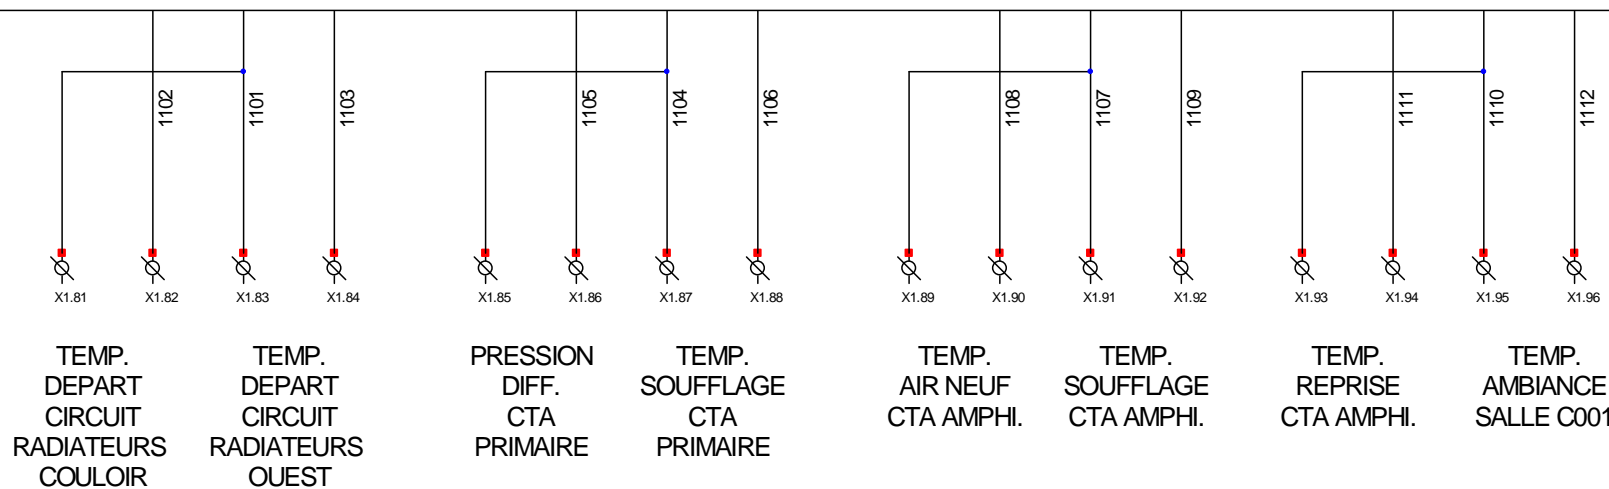 1102
1101
1103
1105
1104
1106
1108
1107
1109
1111
1110
1112
X1.81
X1.82
X1.83
X1.84
X1.85
X1.86
X1.87
X1.88
X1.89
X1.90
X1.91
X1.92
X1.93
X1.94
X1.95
X1.96
TEMP.
DEPART
CIRCUIT
RADIATEURS
COULOIR
TEMP.
DEPART
CIRCUIT
RADIATEURS
OUEST
PRESSION
DIFF.
CTA
PRIMAIRE
TEMP.
SOUFFLAGE
CTA
PRIMAIRE
TEMP.
AIR NEUF
CTA AMPHI.
TEMP.
SOUFFLAGE
CTA AMPHI.
TEMP.
REPRISE
CTA AMPHI.
TEMP.
AMBIANCE
SALLE C001